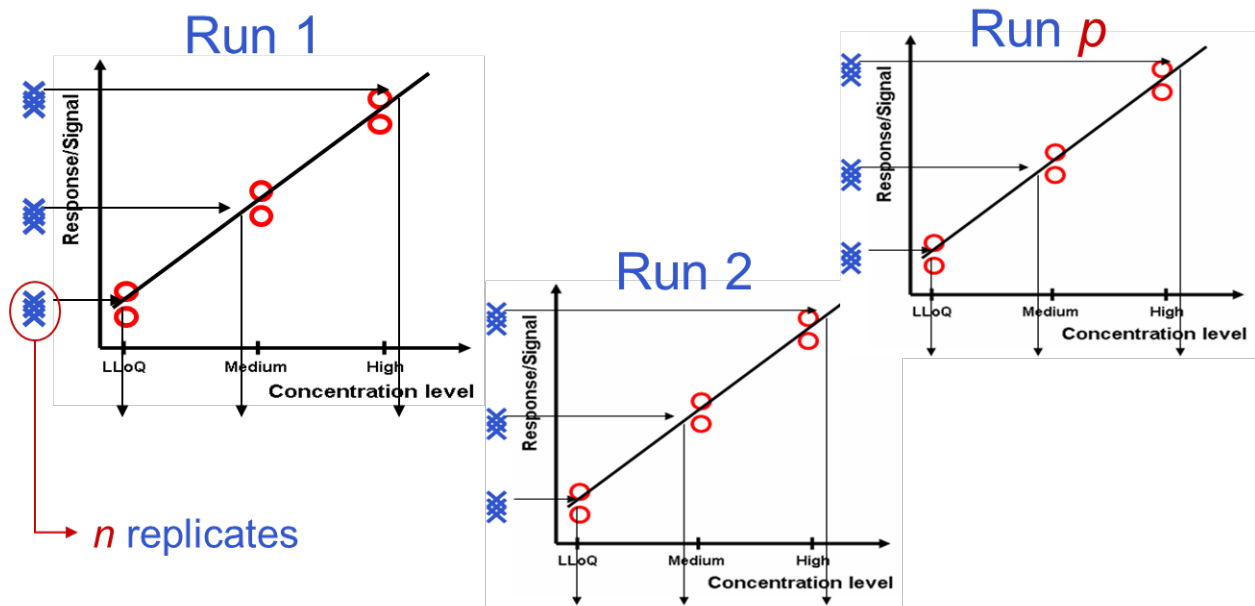 Run 1
Response/Signal
LLoQ
Medium
High
Concentration level
n replicates
Run 2
Response/Signal
LLoQ
Medium
High
Concentration level
Run p
Response/Signal
LLoQ
Medium
High
Concentration level